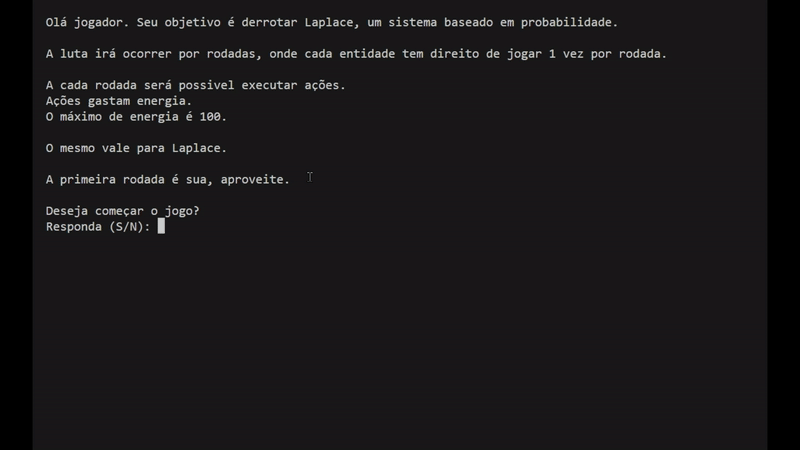 Olá jogador. Seu objetivo é derrotar Laplace, um sistema baseado em probabilidade.
A luta irá ocorrer por rodadas, onde cada entidade tem direito de jogar 1 vez por rodada.
A cada rodada será possivel executar ações.
Ações gastam energia.
O máximo de energia é 100.
O mesmo vale para Laplace.
A primeira rodada é sua, aproveite.
Deseja começar o jogo?
Responda (S/N):